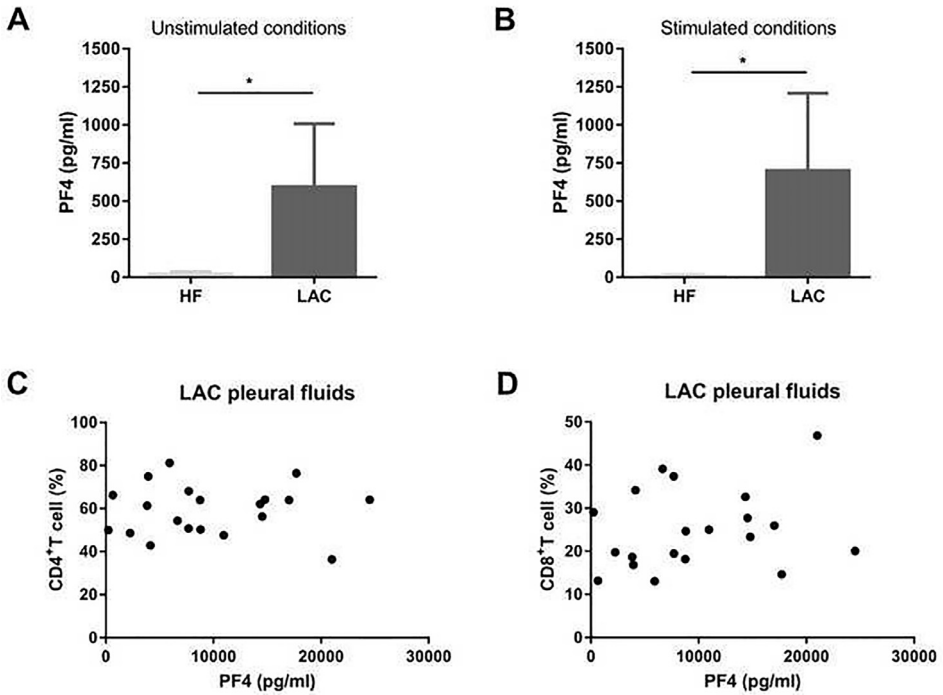 A
Unstimulated conditions
PF4 (pg/ml)
1500
1250
1000
750
500
250
0
*
HF
LAC
B
Stimulated conditions
PF4 (pg/ml)
1500
1250
1000
750
500
250
0
*
HF
LAC
C
LAC pleural fluids
CD4+T cell (%)
100
80
60
40
20
0
0
10000
20000
30000
PF4 (pg/ml)
D
LAC pleural fluids
CD8+T cell (%)
50
40
30
20
10
0
0
10000
20000
30000
PF4 (pg/ml)